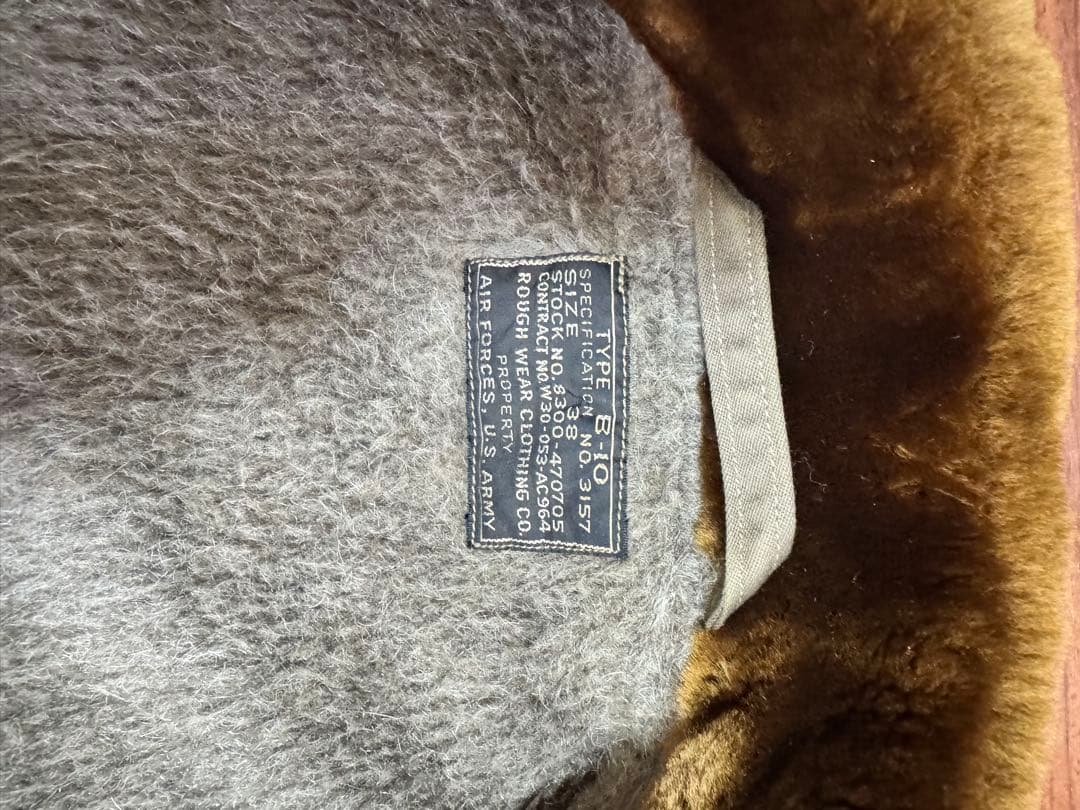 TYPE B-10
SPECIFICATION NO. 3157
SIZE 38
STOCK NO. 8300-470705
CONTRACT NO. W30-053-AC964
ROUGH WEAR CLOTHING CO.
PROPERTY
AIR FORCES, U.S. ARMY